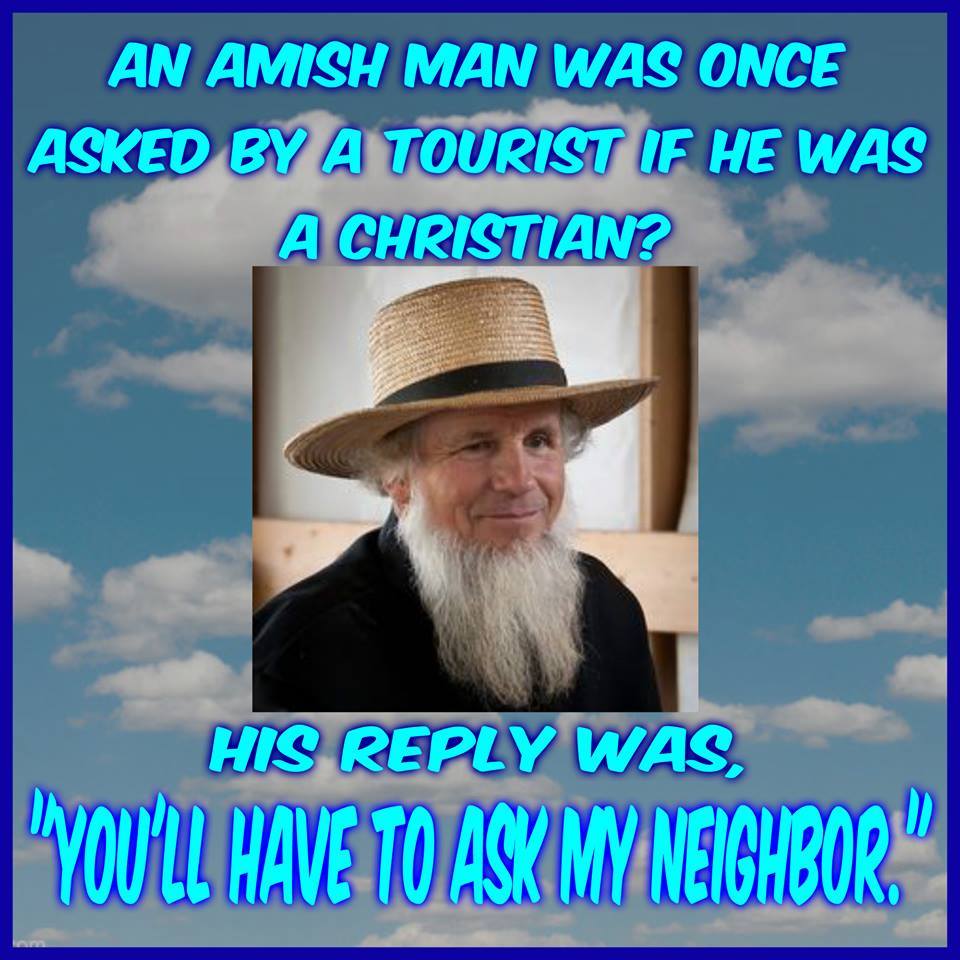 AN AMISH MAN WAS ONCE
ASKED BY A TOURIST IF HE WAS
A CHRISTIAN?
HIS REPLY WAS,
"YOU'LL HAVE TO ASK MY NEIGHBOR."